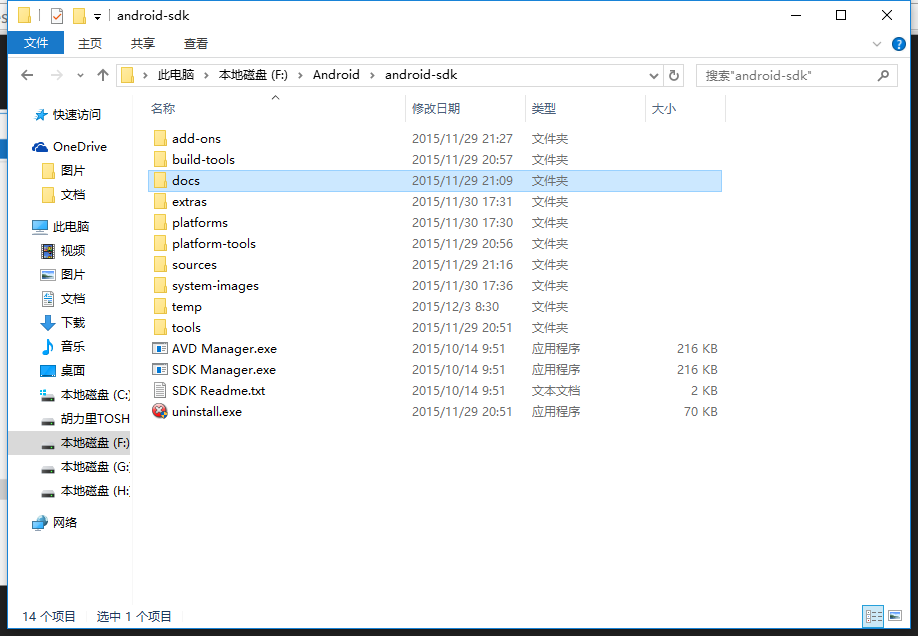 android-sdk
文件 主页 共享 查看
此电脑 本地磁盘 (F:) Android android-sdk 搜索"android-sdk"
名称 修改日期 类型 大小
快速访问
OneDrive
图片
文档
此电脑
视频
图片
文档
下载
音乐
桌面
本地磁盘 (C:)
胡力里TOSH
本地磁盘 (F:)
本地磁盘 (G:)
本地磁盘 (H:)
网络
add-ons 2015/11/29 21:27 文件夹
build-tools 2015/11/29 20:57 文件夹
docs 2015/11/29 21:09 文件夹
extras 2015/11/30 17:31 文件夹
platforms 2015/11/30 17:30 文件夹
platform-tools 2015/11/29 20:56 文件夹
sources 2015/11/29 21:16 文件夹
system-images 2015/11/30 17:36 文件夹
temp 2015/12/3 8:30 文件夹
tools 2015/11/29 20:51 文件夹
AVD Manager.exe 2015/10/14 9:51 应用程序 216 KB
SDK Manager.exe 2015/10/14 9:51 应用程序 216 KB
SDK Readme.txt 2015/10/14 9:51 文本文档 2 KB
uninstall.exe 2015/11/29 20:51 应用程序 70 KB
14 个项目 选中 1 个项目